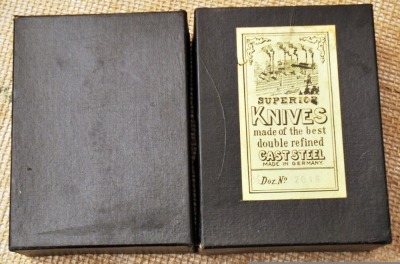 SUPERIOR
KNIVES
made of the best
double refined
CAST STEEL
MADE IN GERMANY
Doz. Nº